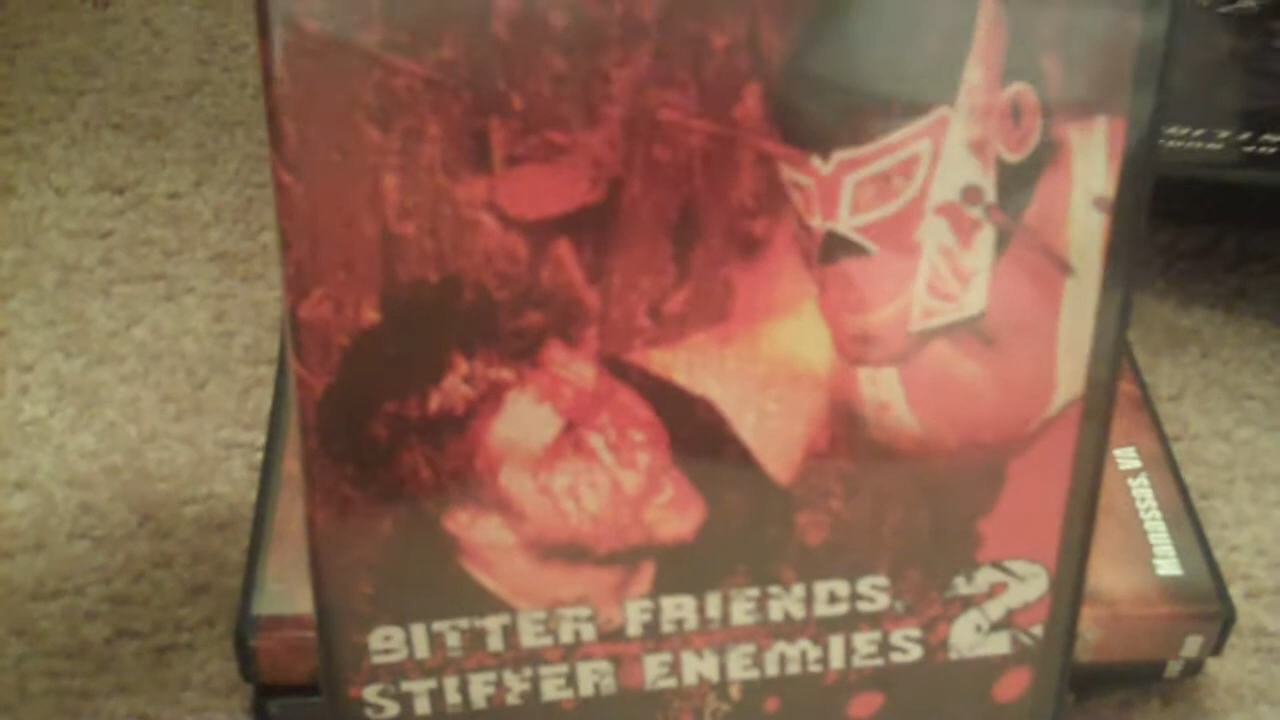 BITTER FRIENDS,
STIFFER ENEMIES 2
Manassas, VA